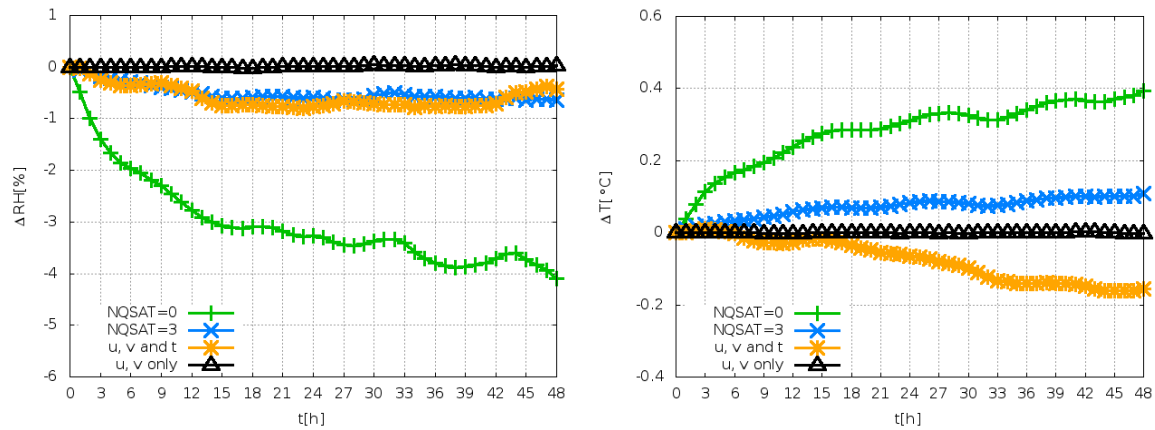 1
0
-1
-2
-3
-4
-5
-6
Δ RH[%]
NQSAT=0
NQSAT=3
u, v and t
u, v only
0 3 6 9 12 15 18 21 24 27 30 33 36 39 42 45 48
t[h]
0.6
0.4
0.2
0
-0.2
-0.4
Δ T[°C]
NQSAT=0
NQSAT=3
u, v and t
u, v only
0 3 6 9 12 15 18 21 24 27 30 33 36 39 42 45 48
t[h]